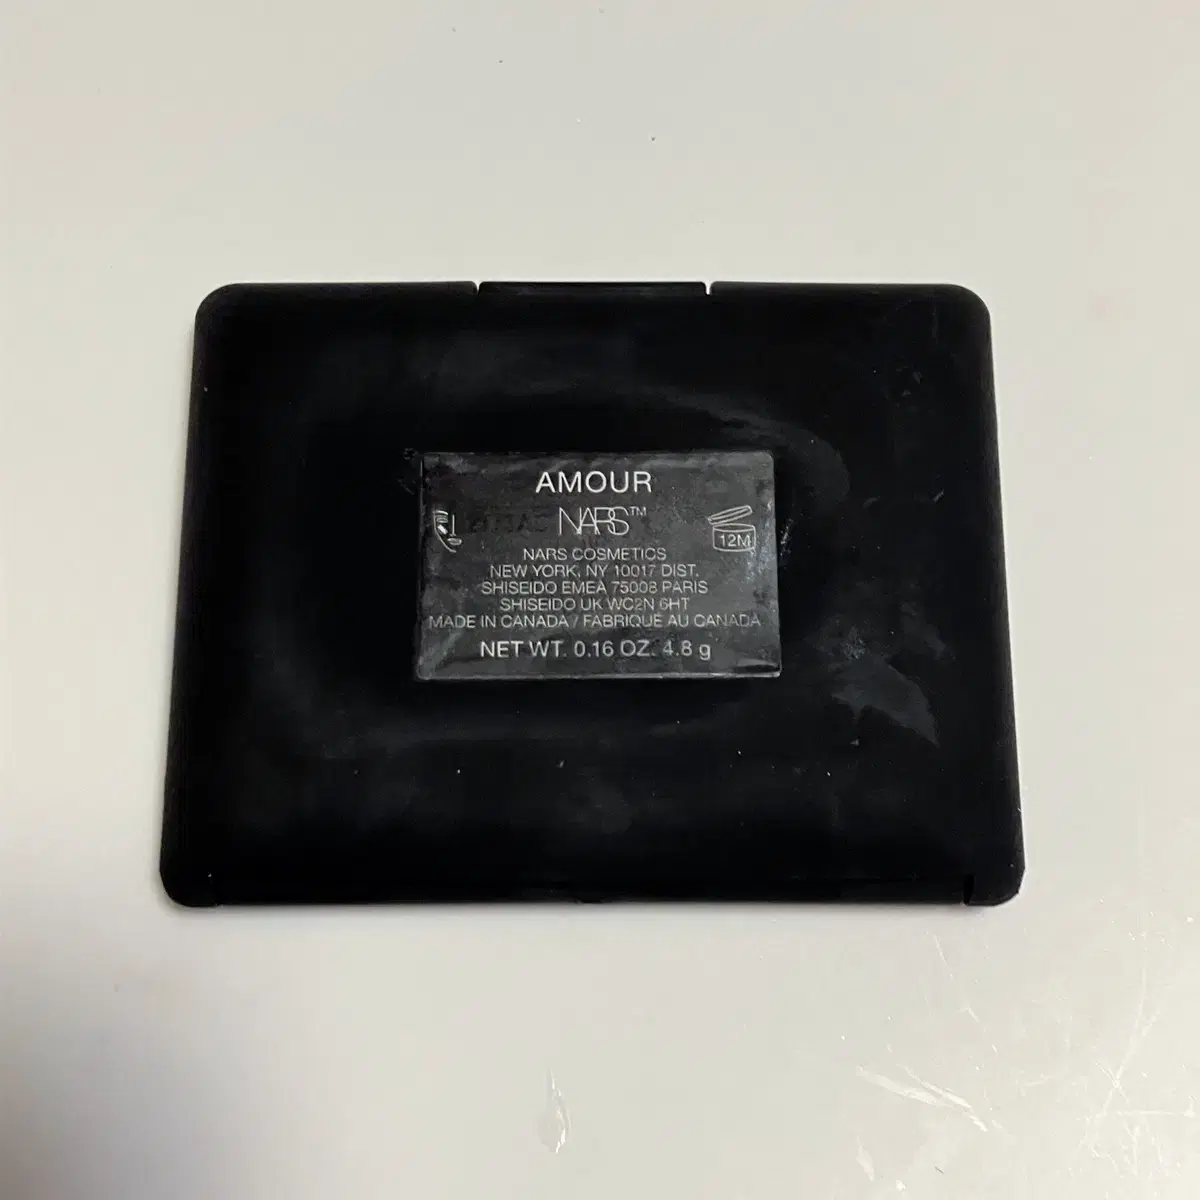 AMOUR
NARS™
12M
NARS COSMETICS
NEW YORK, NY 10017 DIST.
SHISEIDO EMEA 75008 PARIS
SHISEIDO UK WC2N 6HT
MADE IN CANADA / FABRIQUE AU CANADA
NET WT. 0.16 OZ. 4.8 g